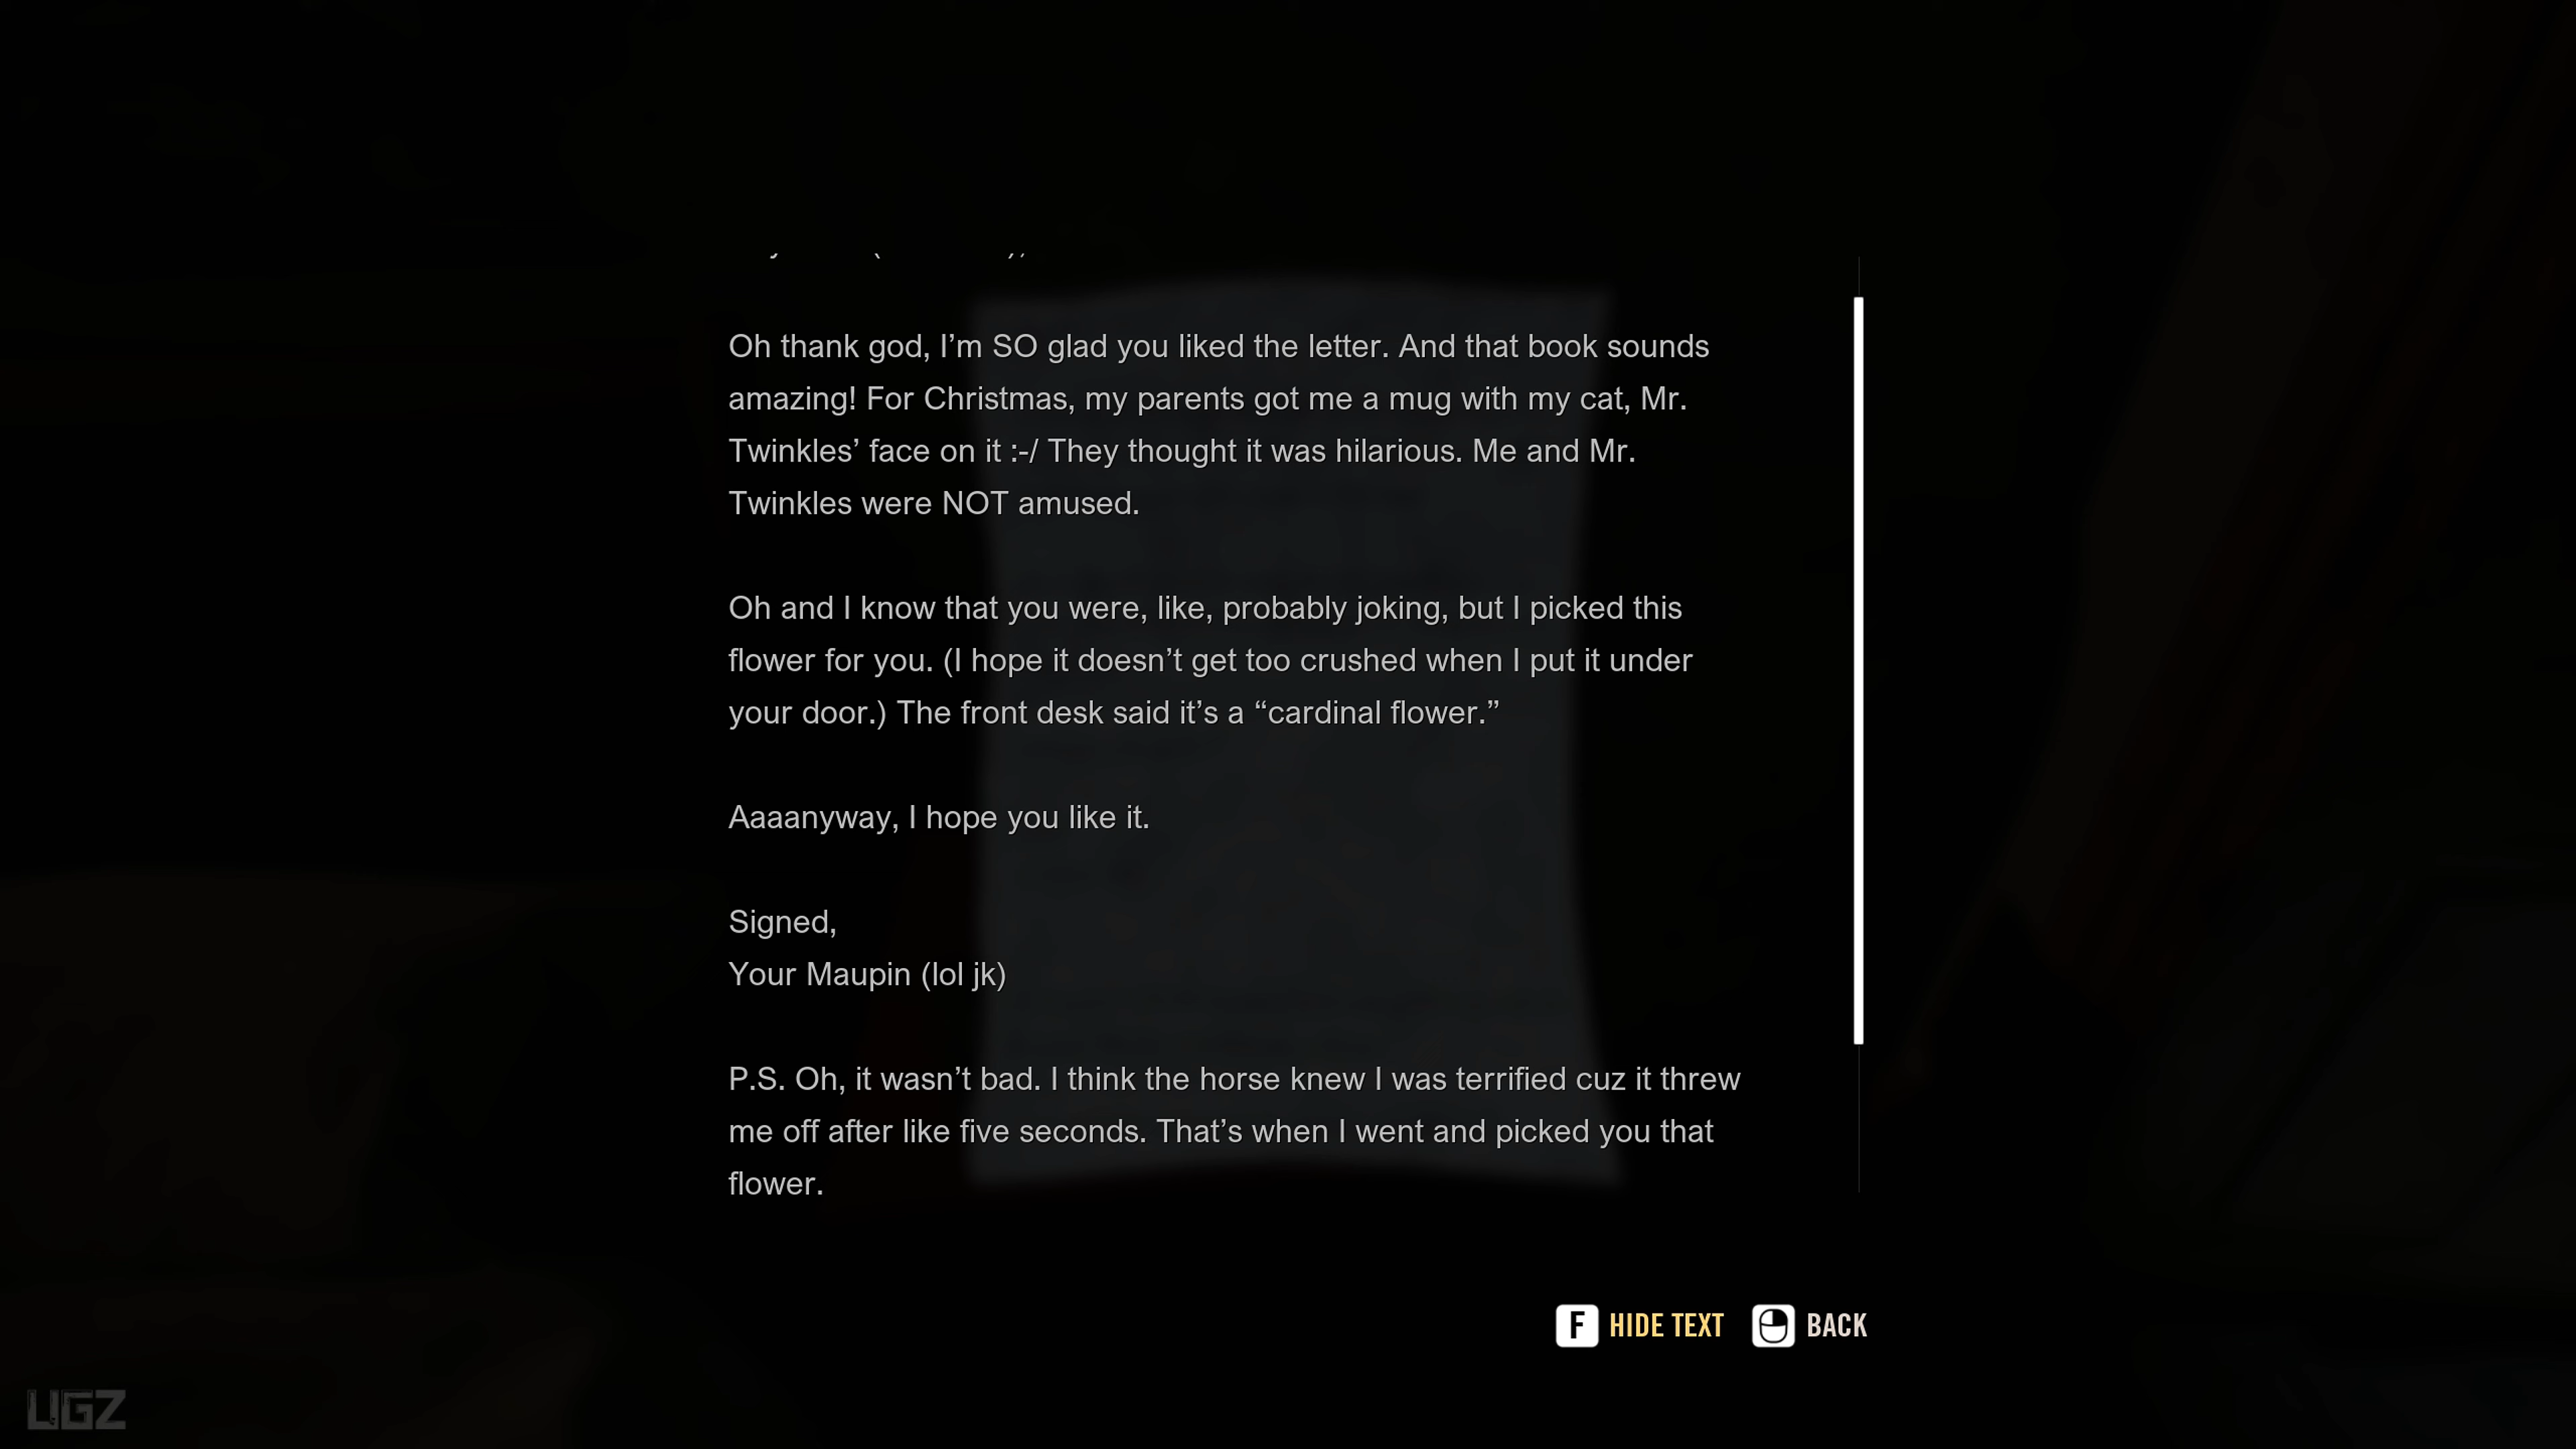 Oh thank god, I’m SO glad you liked the letter. And that book sounds
amazing! For Christmas, my parents got me a mug with my cat, Mr.
Twinkles’ face on it :-/ They thought it was hilarious. Me and Mr.
Twinkles were NOT amused.
Oh and I know that you were, like, probably joking, but I picked this
flower for you. (I hope it doesn’t get too crushed when I put it under
your door.) The front desk said it’s a “cardinal flower.”
Aaaanyway, I hope you like it.
Signed,
Your Maupin (lol jk)
P.S. Oh, it wasn’t bad. I think the horse knew I was terrified cuz it threw
me off after like five seconds. That’s when I went and picked you that
flower.
F HIDE TEXT BACK
UGZ